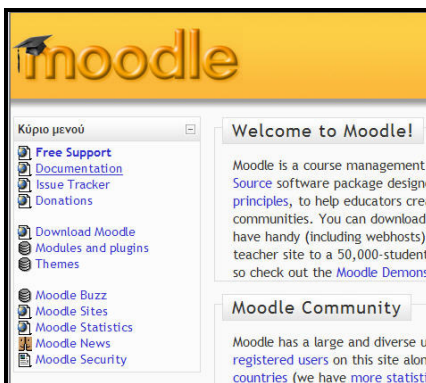 moodle
Κύριο μενού
Free Support
Documentation
Issue Tracker
Donations
Download Moodle
Modules and plugins
Themes
Moodle Buzz
Moodle Sites
Moodle Statistics
Moodle News
Moodle Security
Welcome to Moodle!
Moodle is a course management
Source software package design
principles, to help educators cre
communities. You can download
have handy (including webhosts)
teacher site to a 50,000-student
so check out the Moodle Demons
Moodle Community
Moodle has a large and diverse u
registered users on this site alon
countries (we have more statisti